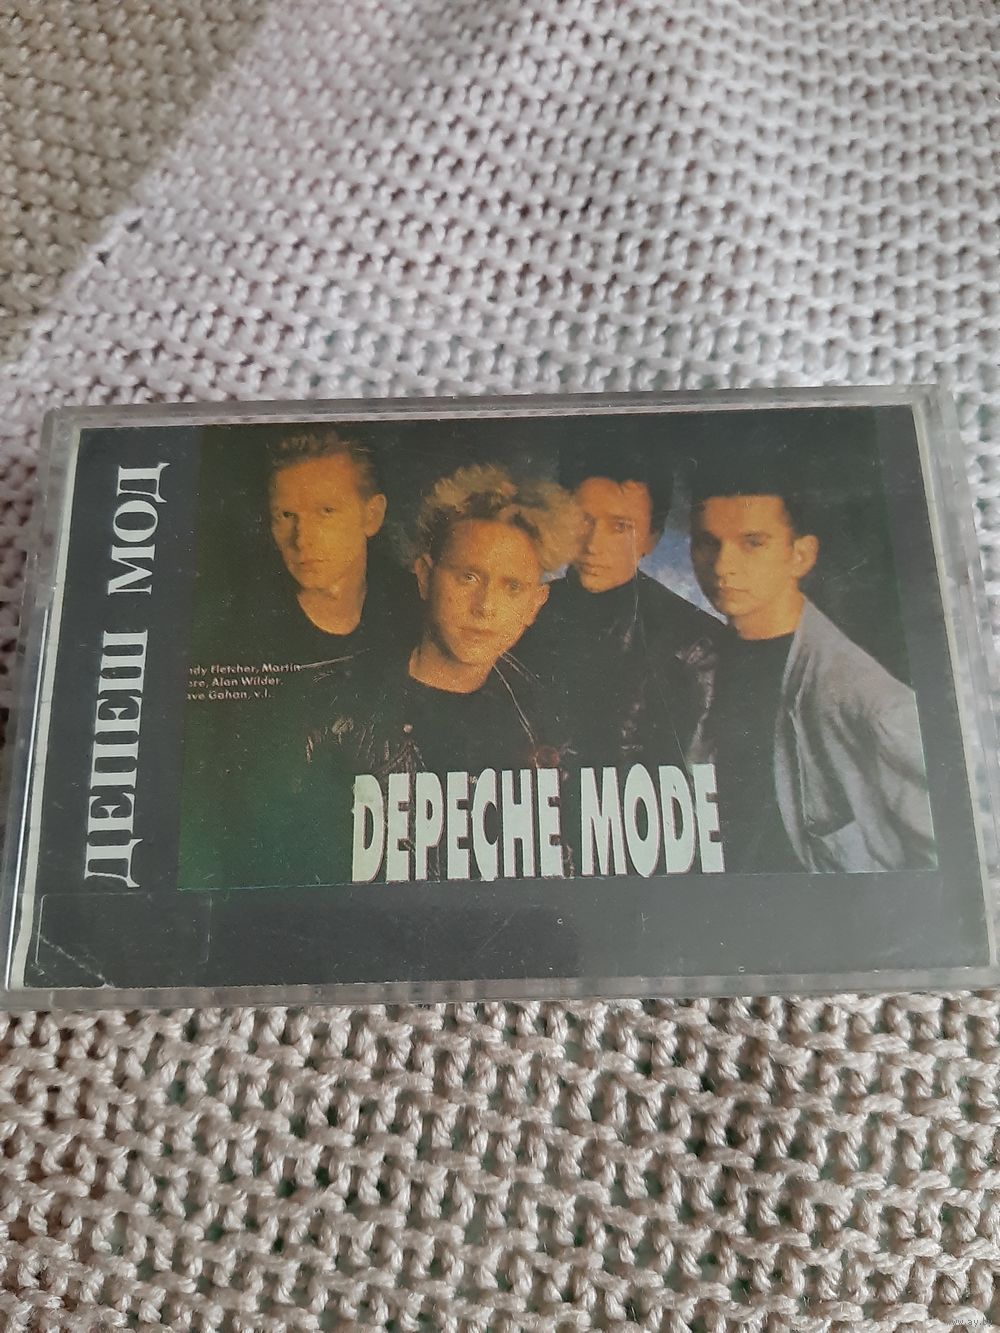 ДЕПЕШ МОД
ndy Fletcher, Martin
ore, Alan Wilder,
ave Gahan, v.l.
DEPECHE MODE